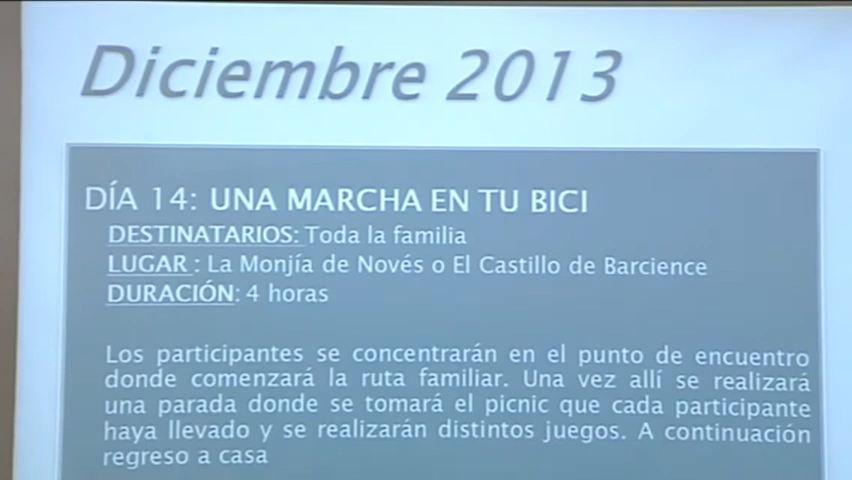 Diciembre 2013
DÍA 14: UNA MARCHA EN TU BICI
DESTINATARIOS: Toda la familia
LUGAR : La Monjía de Novés o El Castillo de Barcience
DURACIÓN: 4 horas
Los participantes se concentrarán en el punto de encuentro
donde comenzará la ruta familiar. Una vez allí se realizará
una parada donde se tomará el picnic que cada participante
haya llevado y se realizarán distintos juegos. A continuación
regreso a casa